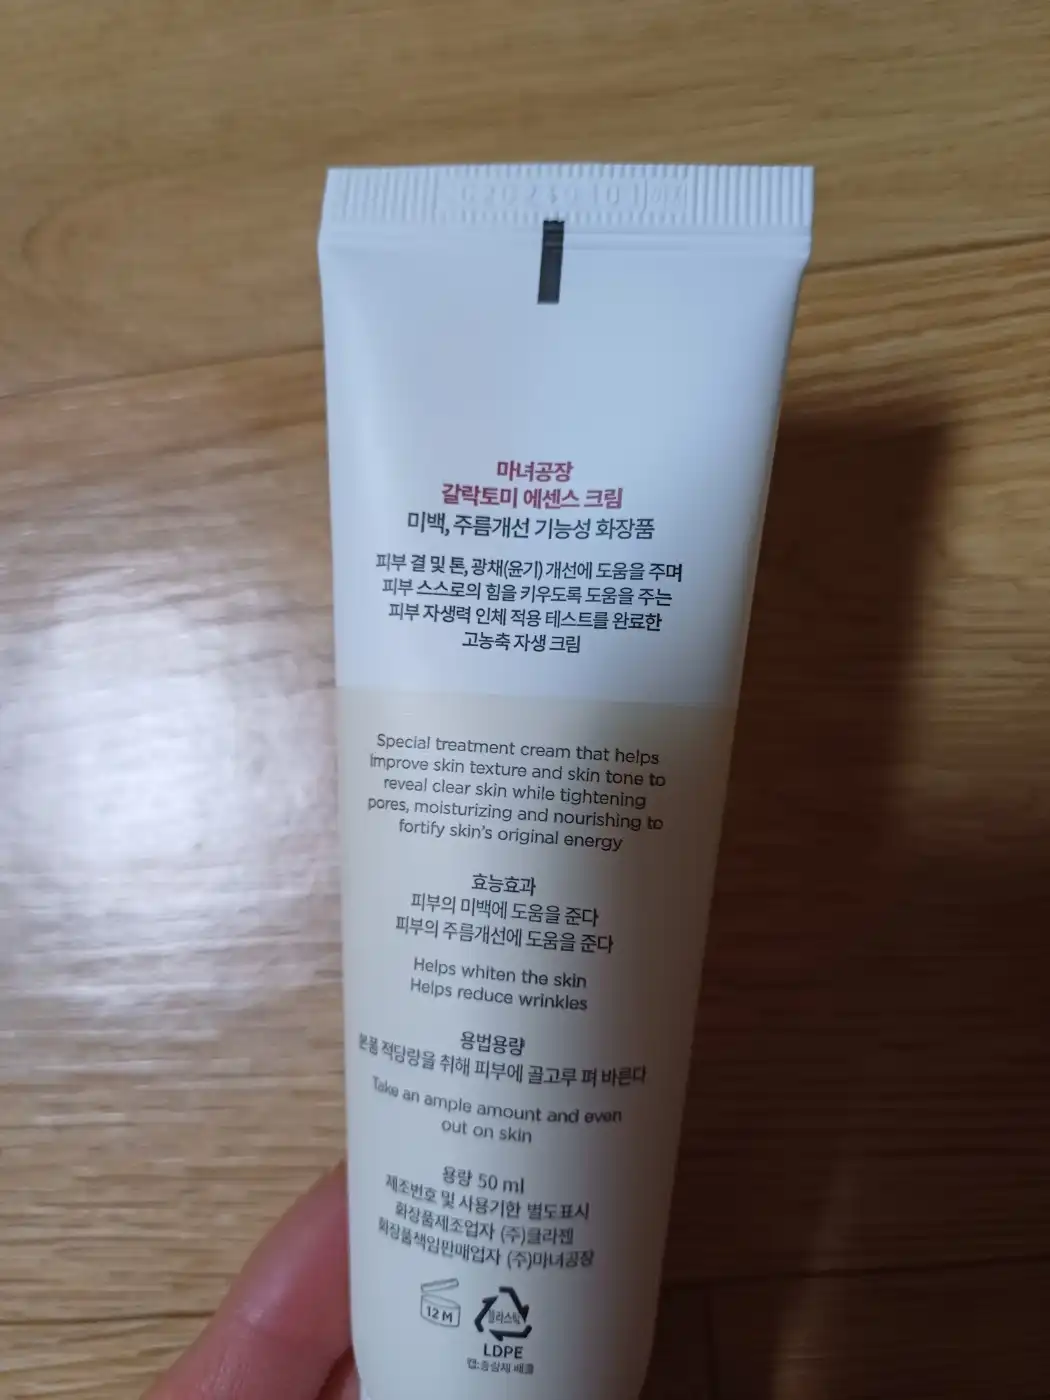 마녀공장
갈락토미 에센스 크림
미백, 주름개선 기능성 화장품
피부 결 및 톤, 광채(윤기) 개선에 도움을 주며
피부 스스로의 힘을 키우도록 도움을 주는
피부 자생력 인체 적용 테스트를 완료한
고농축 자생 크림
Special treatment cream that helps
improve skin texture and skin tone to
reveal clear skin while tightening
pores, moisturizing and nourishing to
fortify skin's original energy
효능효과
피부의 미백에 도움을 준다
피부의 주름개선에 도움을 준다
Helps whiten the skin
Helps reduce wrinkles
용법용량
본품 적당량을 취해 피부에 골고루 펴 바른다
Take an ample amount and even
out on skin
용량 50 ml
제조번호 및 사용기한 별도표시
화장품제조업자 (주)클라젠
화장품책임판매업자 (주)마녀공장
12 M
플라스틱
LDPE
캡:종량제 배출